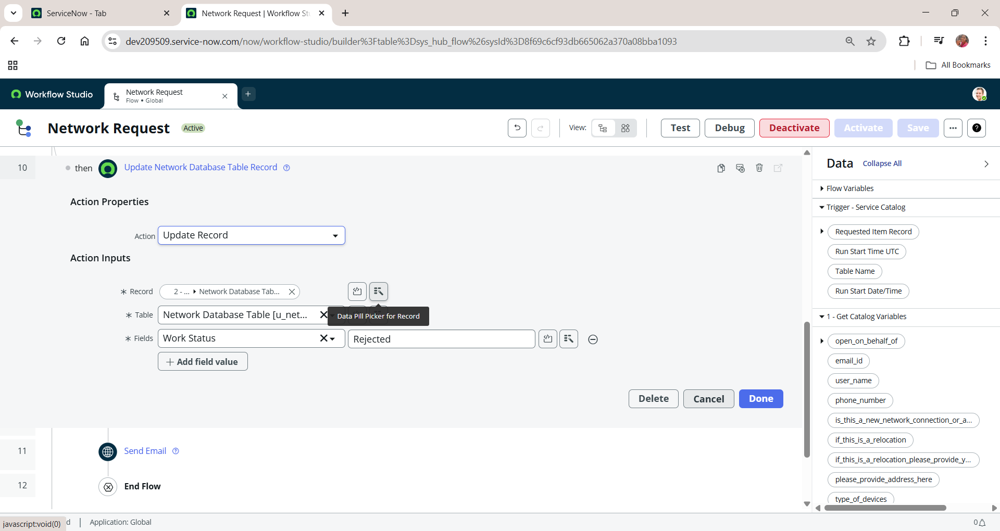 ServiceNow - Tab
Network Request | Workflow Stu
dev209509.service-now.com/now/workflow-studio/builder%3Ftable%3Dsys_hub_flow%26sysId%3D8f69c6cf93db665062a370a08bba1093
All Bookmarks
Workflow Studio
Network Request
Flow • Global
Network Request
Active
View:
Test
Debug
Deactivate
Activate
Save
10
then
Update Network Database Table Record
Action Properties
Action
Update Record
Action Inputs
* Record
2 - ...
Network Database Tab...
* Table
Network Database Table [u_net...
Data Pill Picker for Record
* Fields
Work Status
Rejected
+ Add field value
Delete
Cancel
Done
11
Send Email
12
End Flow
Data
Collapse All
Flow Variables
Trigger - Service Catalog
Requested Item Record
Run Start Time UTC
Table Name
Run Start Date/Time
1 - Get Catalog Variables
open_on_behalf_of
email_id
user_name
phone_number
is_this_a_new_network_connection_or_a...
if_this_is_a_relocation
if_this_is_a_relocation_please_provide_y...
please_provide_address_here
type_of_devices
javascript:void(0)
d
Application: Global
0